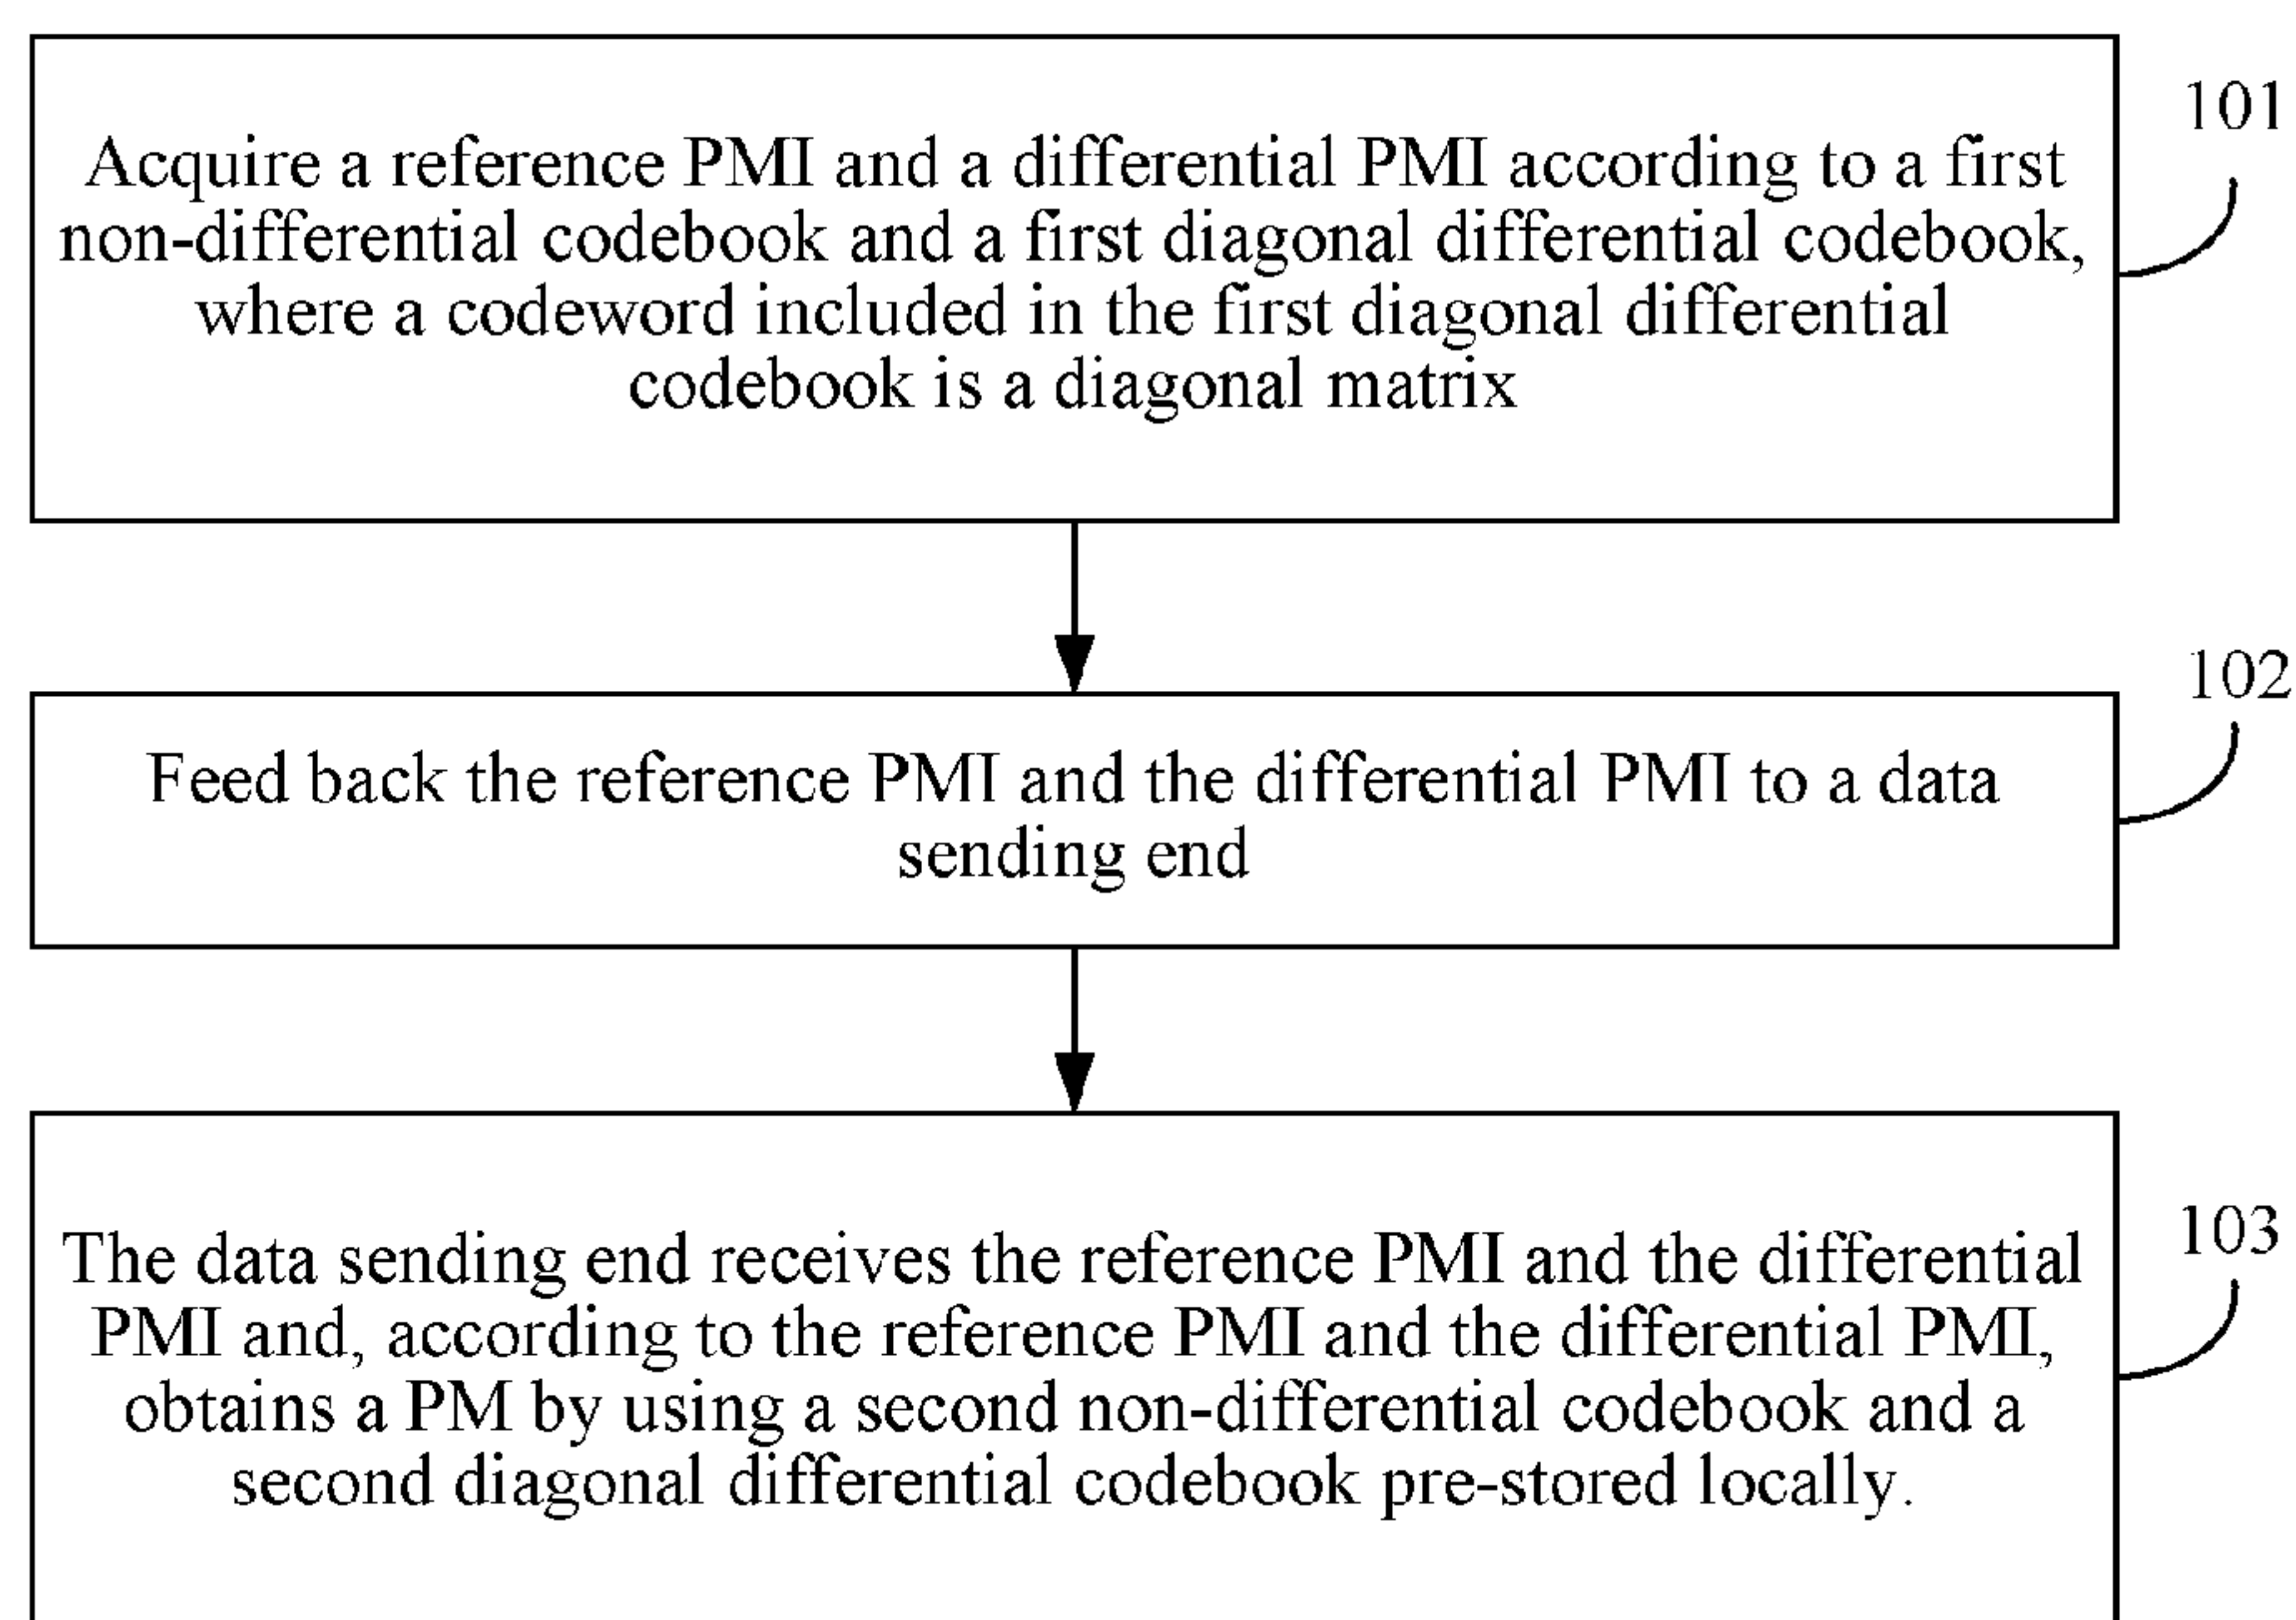 Acquire a reference PMI and a differential PMI according to a first
non-differential codebook and a first diagonal differential codebook,
where a codeword included in the first diagonal differential
codebook is a diagonal matrix
101
Feed back the reference PMI and the differential PMI to a data
sending end
102
The data sending end receives the reference PMI and the differential
PMI and, according to the reference PMI and the differential PMI,
obtains a PM by using a second non-differential codebook and a
second diagonal differential codebook pre-stored locally.
103